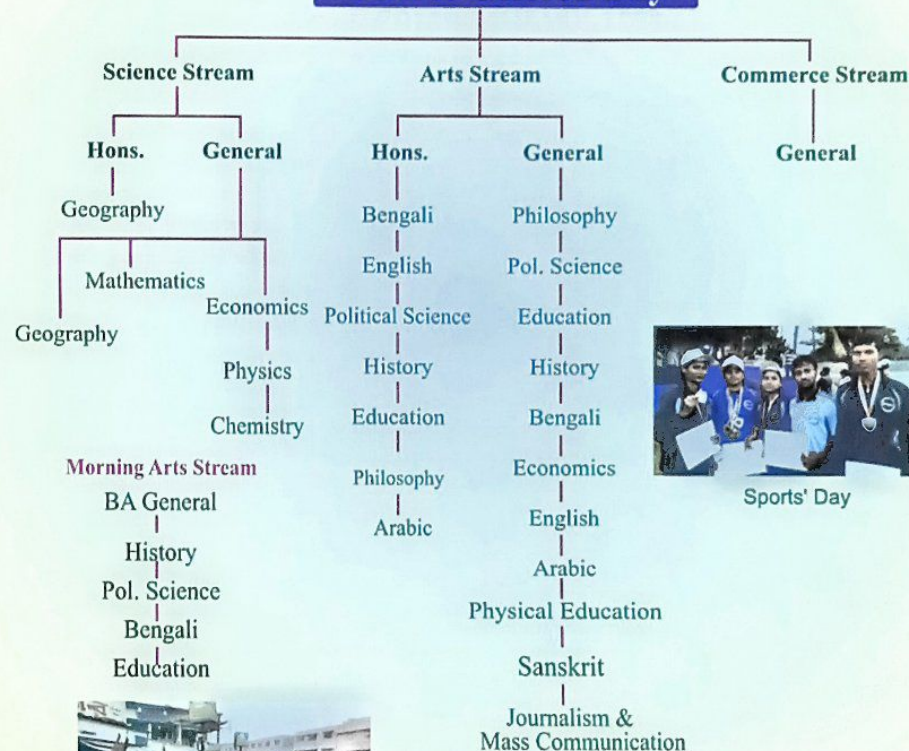 Science Stream
Arts Stream
Commerce Stream
Hons.
General
Hons.
General
General
Geography
Mathematics
Geography
Economics
Physics
Chemistry
Bengali
English
Political Science
History
Education
Philosophy
Arabic
Philosophy
Pol. Science
Education
History
Bengali
Economics
English
Arabic
Physical Education
Sanskrit
Journalism &
Mass Communication
Sports' Day
Morning Arts Stream
BA General
History
Pol. Science
Bengali
Education